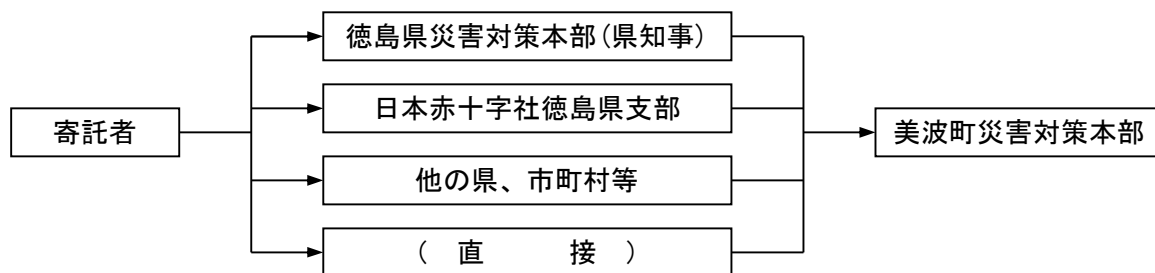 寄託者
徳島県災害対策本部(県知事)
日本赤十字社徳島県支部
他の県、市町村等
(　直　　　接　)
美波町災害対策本部